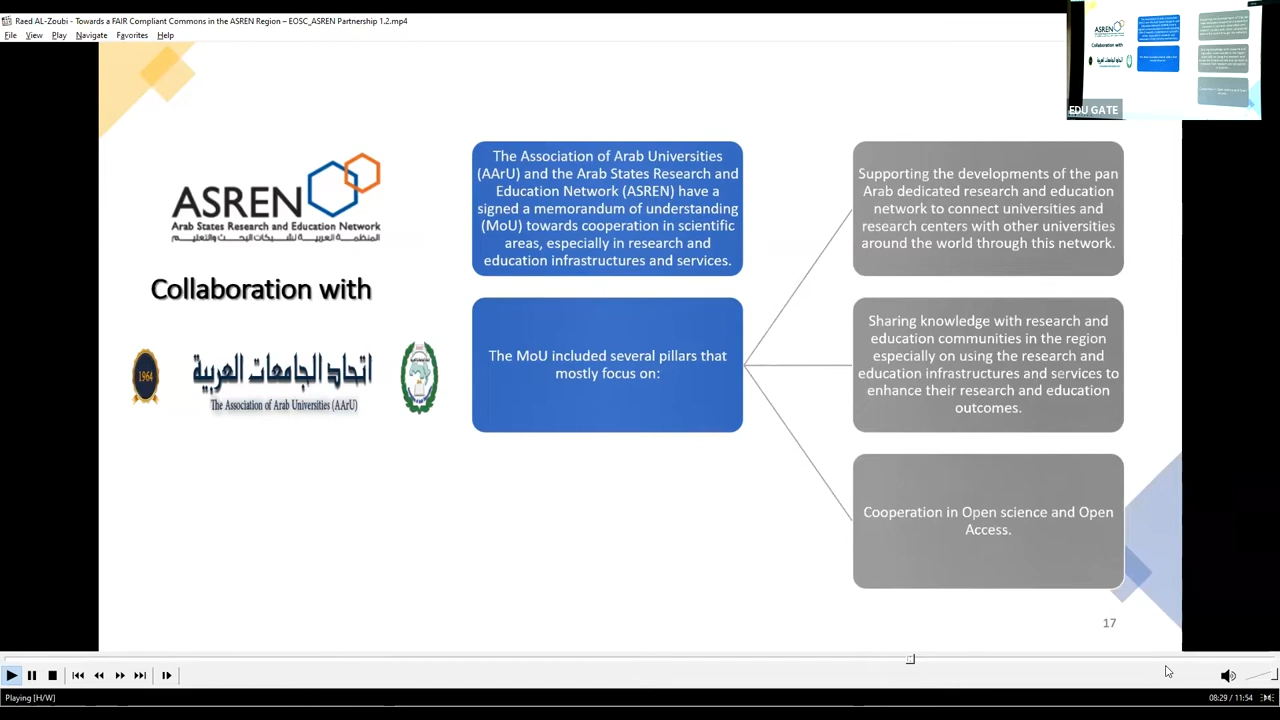 Raed AL-Zoubi - Towards a FAIR Compliant Commons in the ASREN Region – EOSC_ASREN Partnership 1.2.mp4
File View Play Navigate Favorites Help
EDU GATE
ASREN
Arab States Research and Education Network
المنظمة العربية لشبكات البحث والتعليم
Collaboration with
1964
اتحاد الجامعات العربية
The Association of Arab Universities (AArU)
The Association of Arab Universities
(AArU) and the Arab States Research and
Education Network (ASREN) have a
signed a memorandum of understanding
(MoU) towards cooperation in scientific
areas, especially in research and
education infrastructures and services.
The MoU included several pillars that
mostly focus on:
Supporting the developments of the pan
Arab dedicated research and education
network to connect universities and
research centers with other universities
around the world through this network.
Sharing knowledge with research and
education communities in the region
especially on using the research and
education infrastructures and services to
enhance their research and education
outcomes.
Cooperation in Open science and Open
Access.
17
Playing [H/W]
08:29 / 11:54